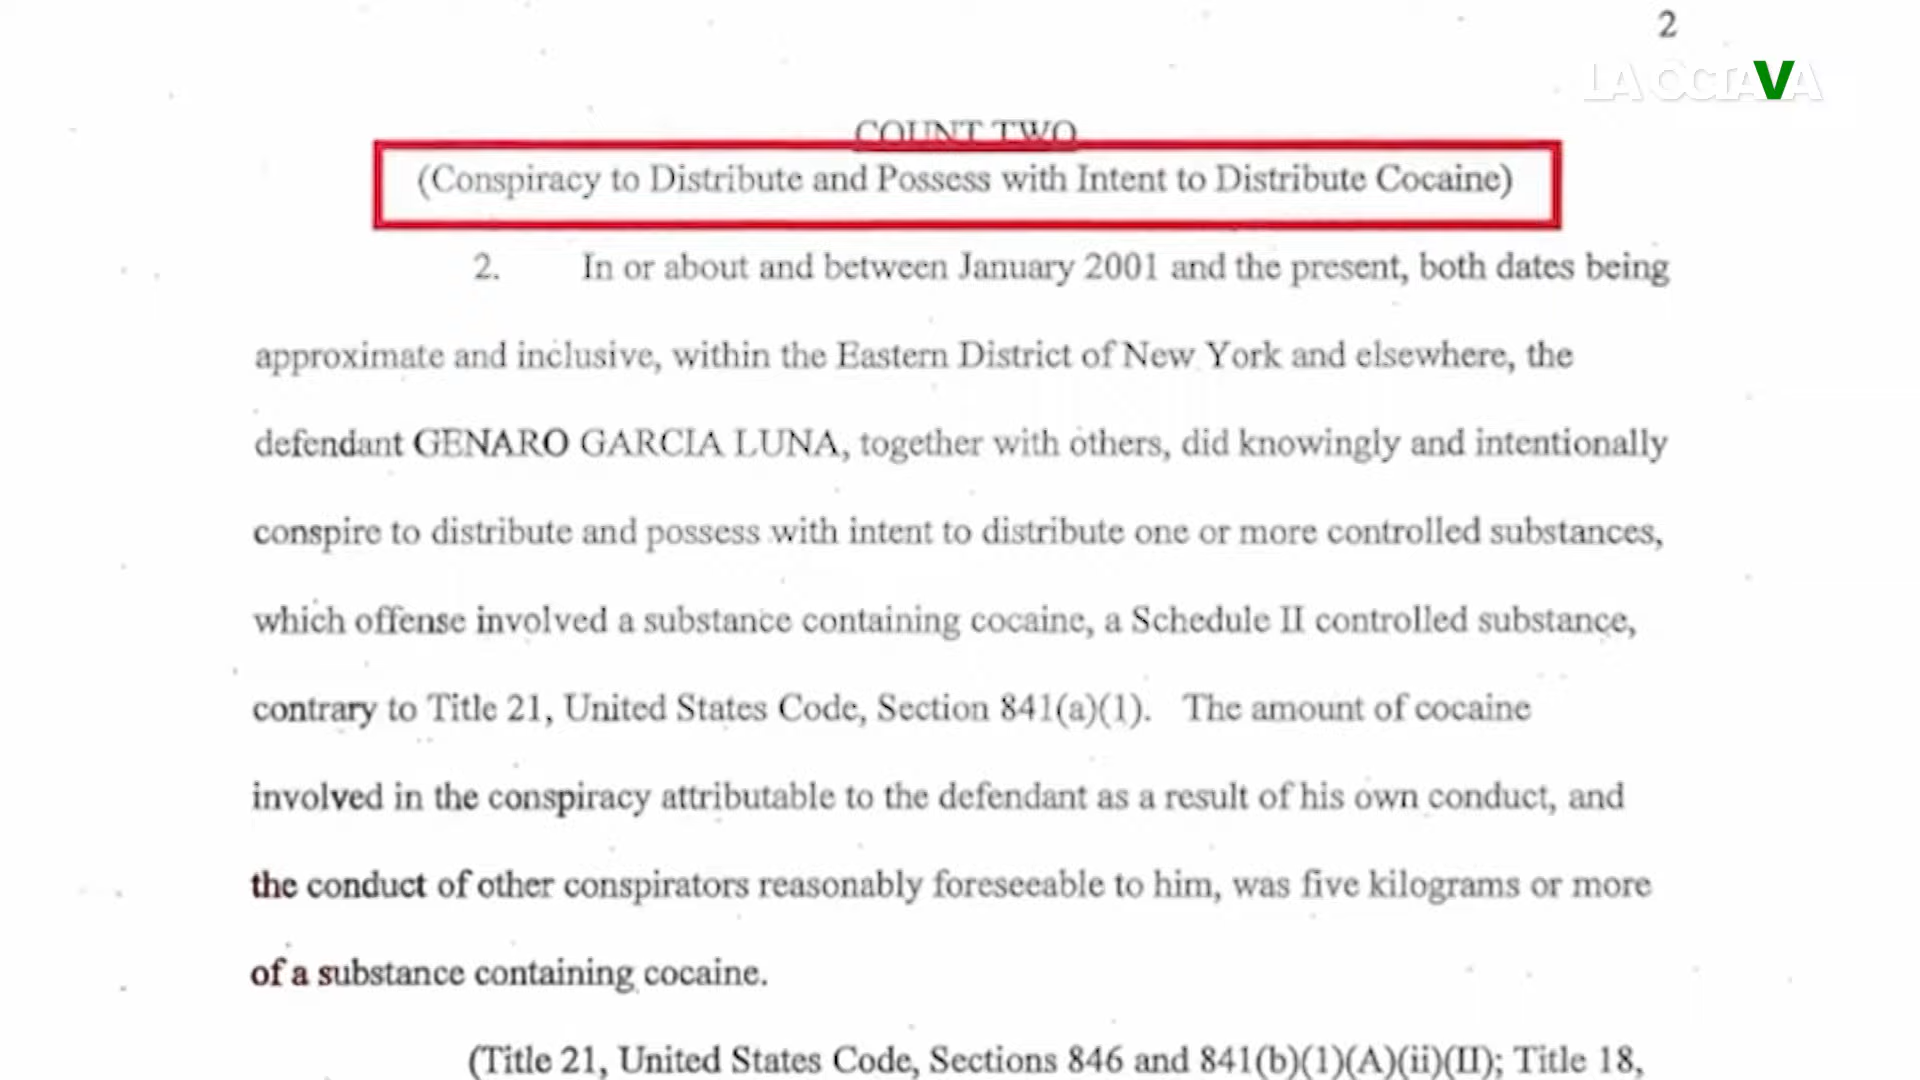 2
LA OCTAVA
COUNT TWO
(Conspiracy to Distribute and Possess with Intent to Distribute Cocaine)
2. In or about and between January 2001 and the present, both dates being
approximate and inclusive, within the Eastern District of New York and elsewhere, the
defendant GENARO GARCIA LUNA, together with others, did knowingly and intentionally
conspire to distribute and possess with intent to distribute one or more controlled substances,
which offense involved a substance containing cocaine, a Schedule II controlled substance,
contrary to Title 21, United States Code, Section 841(a)(1). The amount of cocaine
involved in the conspiracy attributable to the defendant as a result of his own conduct, and
the conduct of other conspirators reasonably foreseeable to him, was five kilograms or more
of a substance containing cocaine.
(Title 21, United States Code, Sections 846 and 841(b)(1)(A)(ii)(II); Title 18,